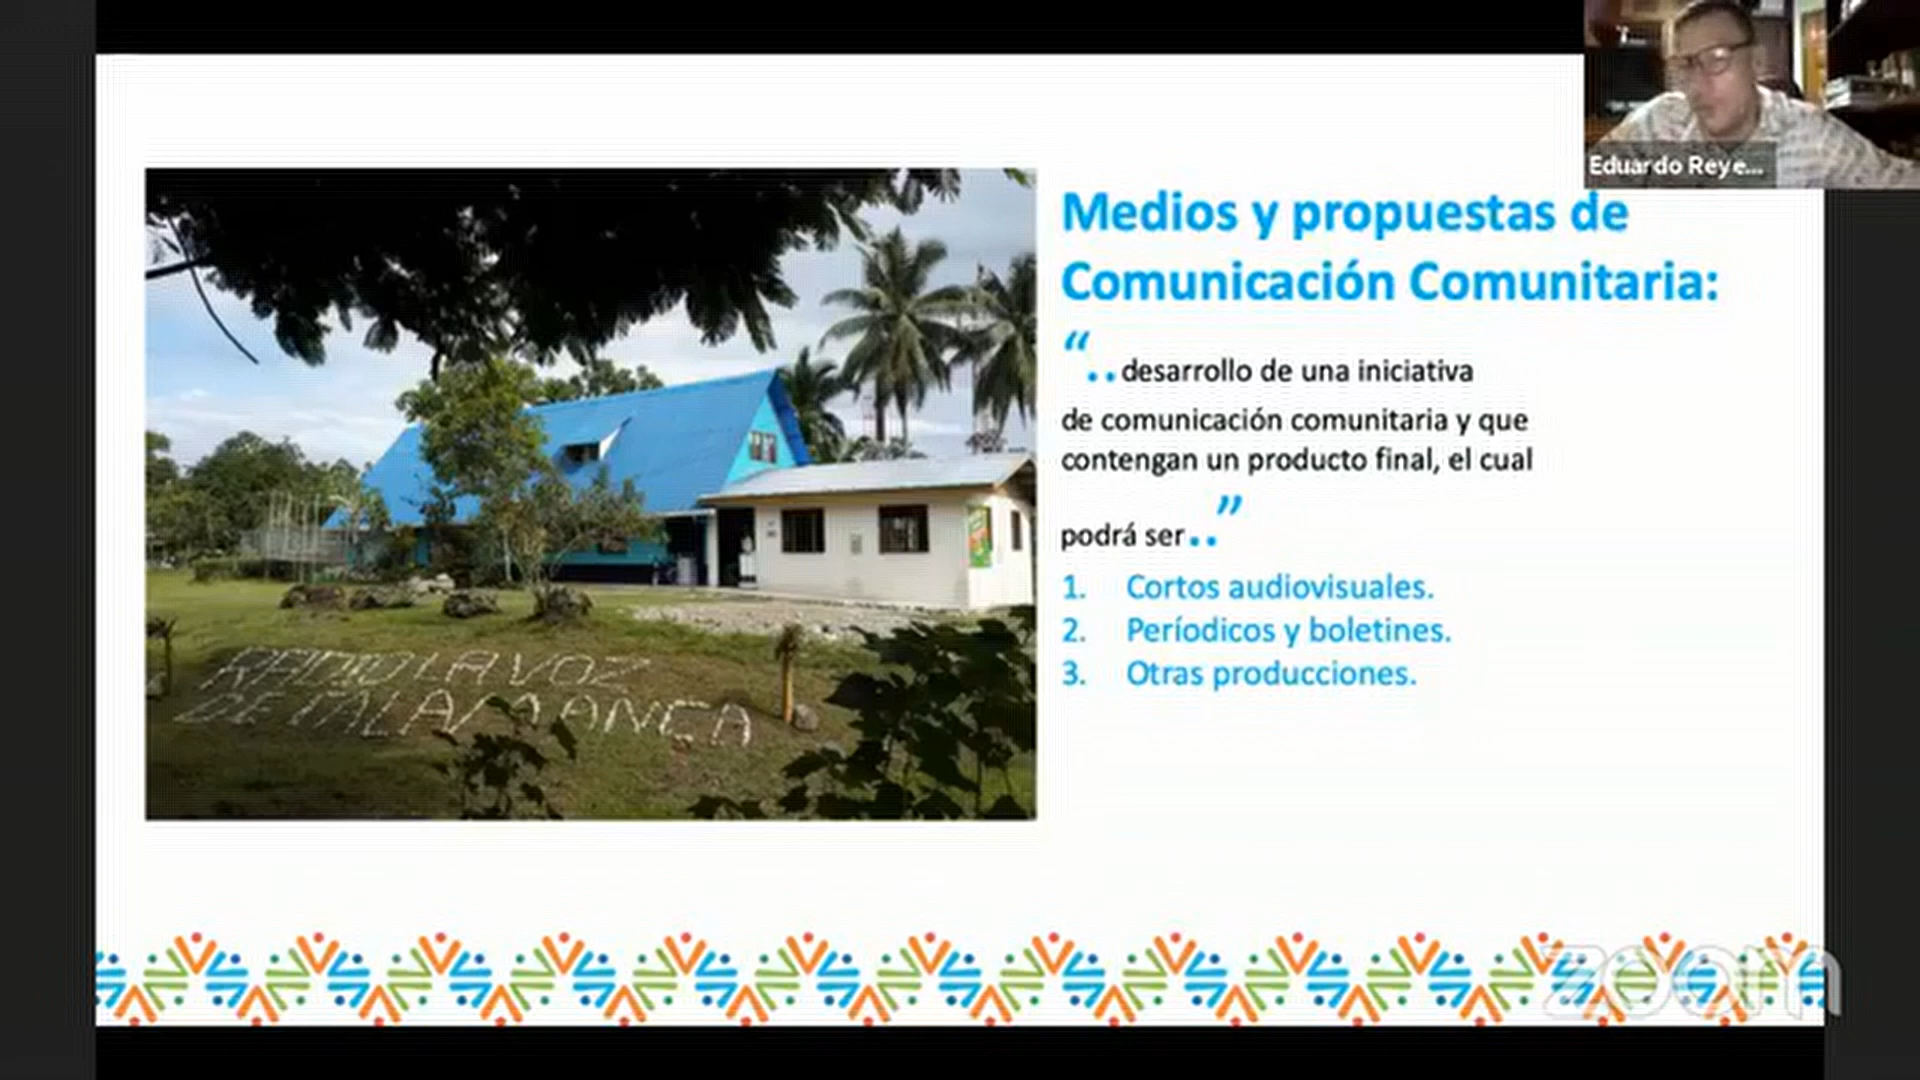 Eduardo Reye...
Medios y propuestas de
Comunicación Comunitaria:
“.. desarrollo de una iniciativa
de comunicación comunitaria y que
contengan un producto final, el cual
podrá ser..”
1. Cortos audiovisuales.
2. Períodicos y boletines.
3. Otras producciones.
RADIO LA VOZ
DE TALAMANCA
zoom